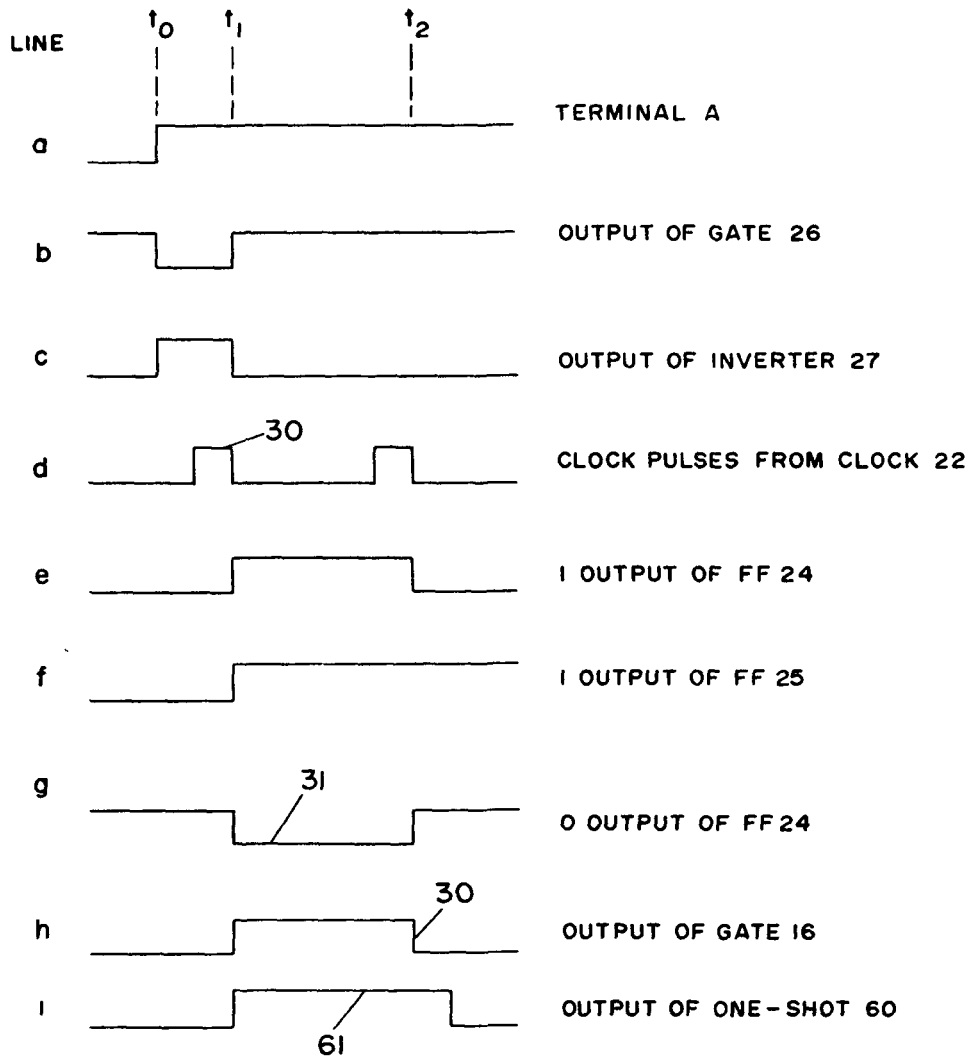 t0 t1 t2
LINE
a TERMINAL A
b OUTPUT OF GATE 26
c OUTPUT OF INVERTER 27
d 30 CLOCK PULSES FROM CLOCK 22
e 1 OUTPUT OF FF 24
f 1 OUTPUT OF FF 25
g 31 0 OUTPUT OF FF 24
h 30 OUTPUT OF GATE 16
i 61 OUTPUT OF ONE-SHOT 60